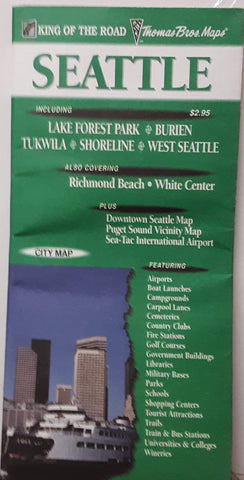 KING OF THE ROAD Thomas Bros. Maps®
SEATTLE
INCLUDING $2.95
LAKE FOREST PARK BURIEN
TUKWILA SHORELINE WEST SEATTLE
ALSO COVERING
Richmond Beach • White Center
PLUS
Downtown Seattle Map
Puget Sound Vicinity Map
Sea-Tac International Airport
CITY MAP
FEATURING
Airports
Boat Launches
Campgrounds
Carpool Lanes
Cemeteries
Country Clubs
Fire Stations
Golf Courses
Government Buildings
Libraries
Military Bases
Parks
Schools
Shopping Centers
Tourist Attractions
Trails
Train & Bus Stations
Universities & Colleges
Wineries